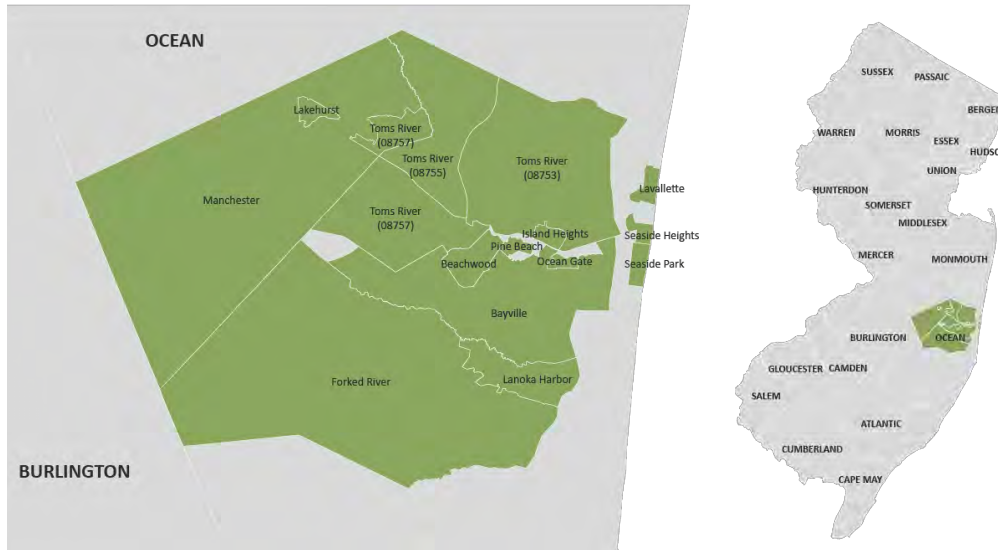 OCEAN
Lakehurst
Toms River
(08757)
Toms River
(08755)
Toms River
(08753)
Lavallette
Manchester
Toms River
(08757)
Island Heights
Seaside Heights
Pine Beach
Beachwood
Ocean Gate
Seaside Park
Bayville
Forked River
Lanoka Harbor
BURLINGTON
SUSSEX
PASSAIC
BERGEN
WARREN
MORRIS
ESSEX
HUDSO
UNION
HUNTERDON
SOMERSET
MIDDLESEX
MERCER
MONMOUTH
BURLINGTON
OCEAN
GLOUCESTER
CAMDEN
SALEM
ATLANTIC
CUMBERLAND
CAPE MAY